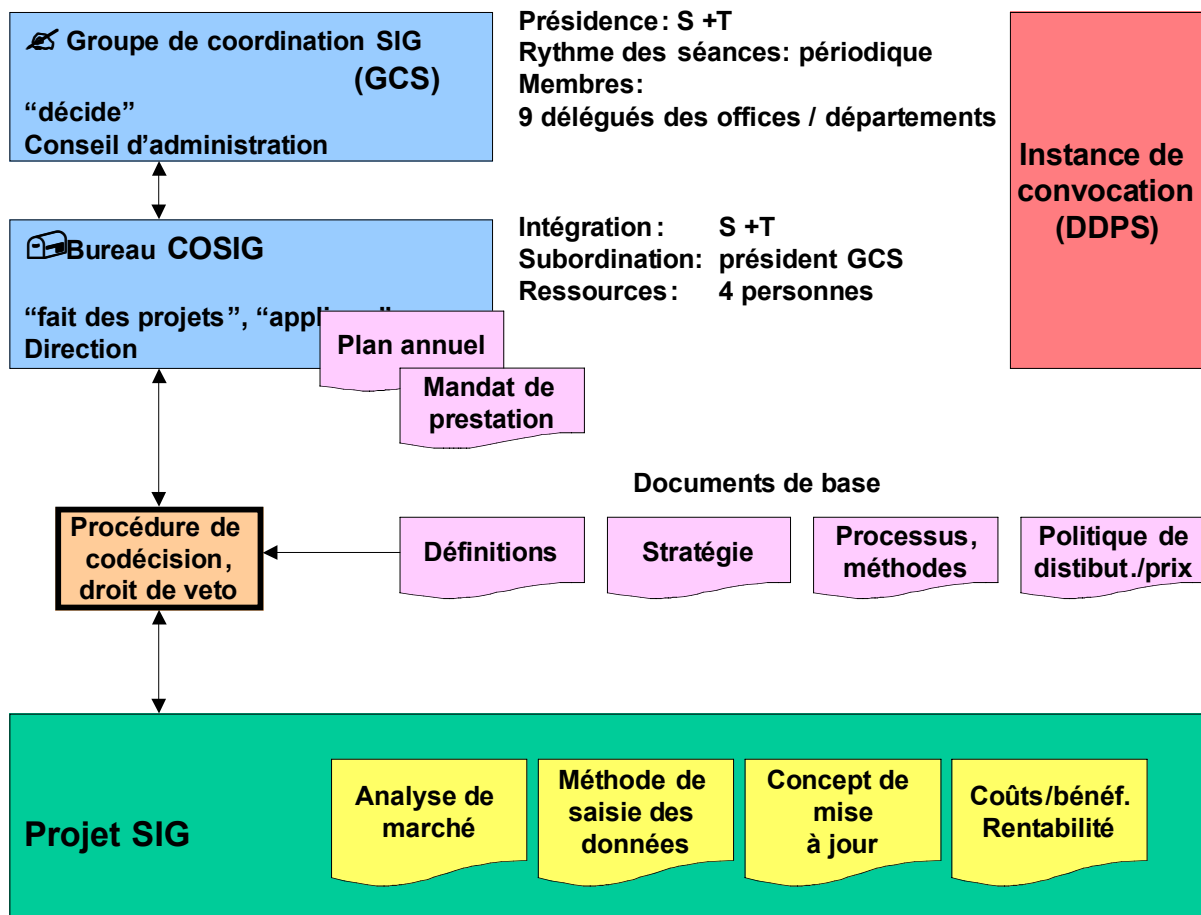 Groupe de coordination SIG
(GCS)
“décide”
Conseil d’administration
Présidence: S +T
Rythme des séances: périodique
Membres:
9 délégués des offices / départements
Instance de
convocation
(DDPS)
Bureau COSIG
“fait des projets”,
Direction
Intégration: S +T
Subordination: président GCS
Ressources: 4 personnes
Plan annuel
Mandat de
prestation
Documents de base
Procédure de
codécision,
droit de veto
Définitions
Stratégie
Processus,
méthodes
Politique de
distibut./prix
Projet SIG
Analyse de
marché
Méthode de
saisie des
données
Concept de
mise
à jour
Coûts/bénéf.
Rentabilité